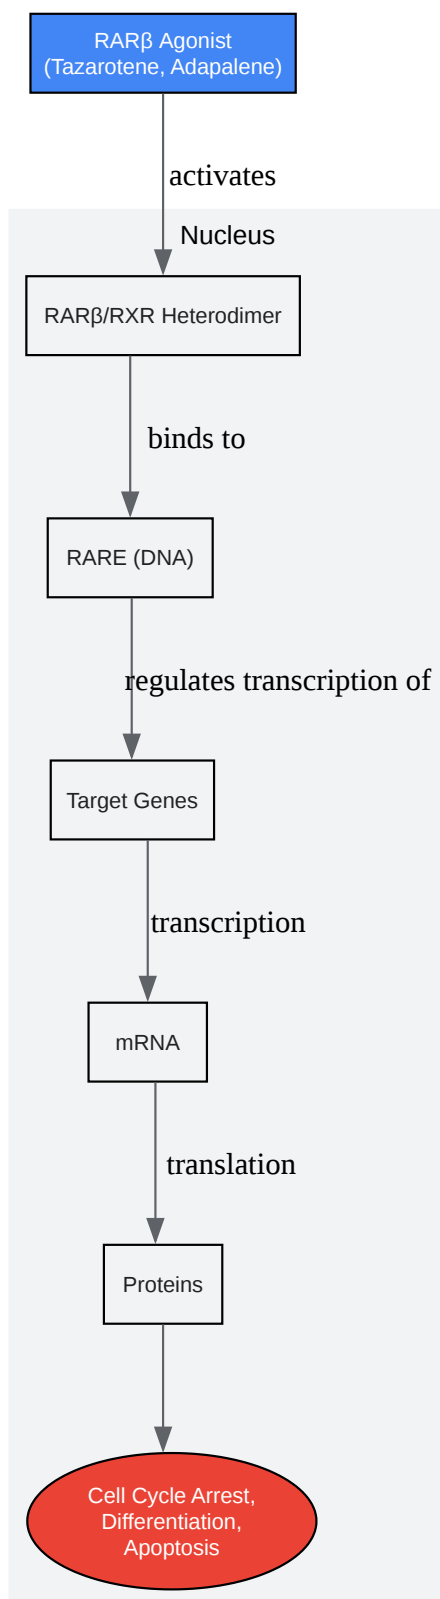 RARβ Agonist
(Tazarotene, Adapalene)
activates
Nucleus
RARβ/RXR Heterodimer
binds to
RARE (DNA)
regulates transcription of
Target Genes
transcription
mRNA
translation
Proteins
Cell Cycle Arrest,
Differentiation,
Apoptosis